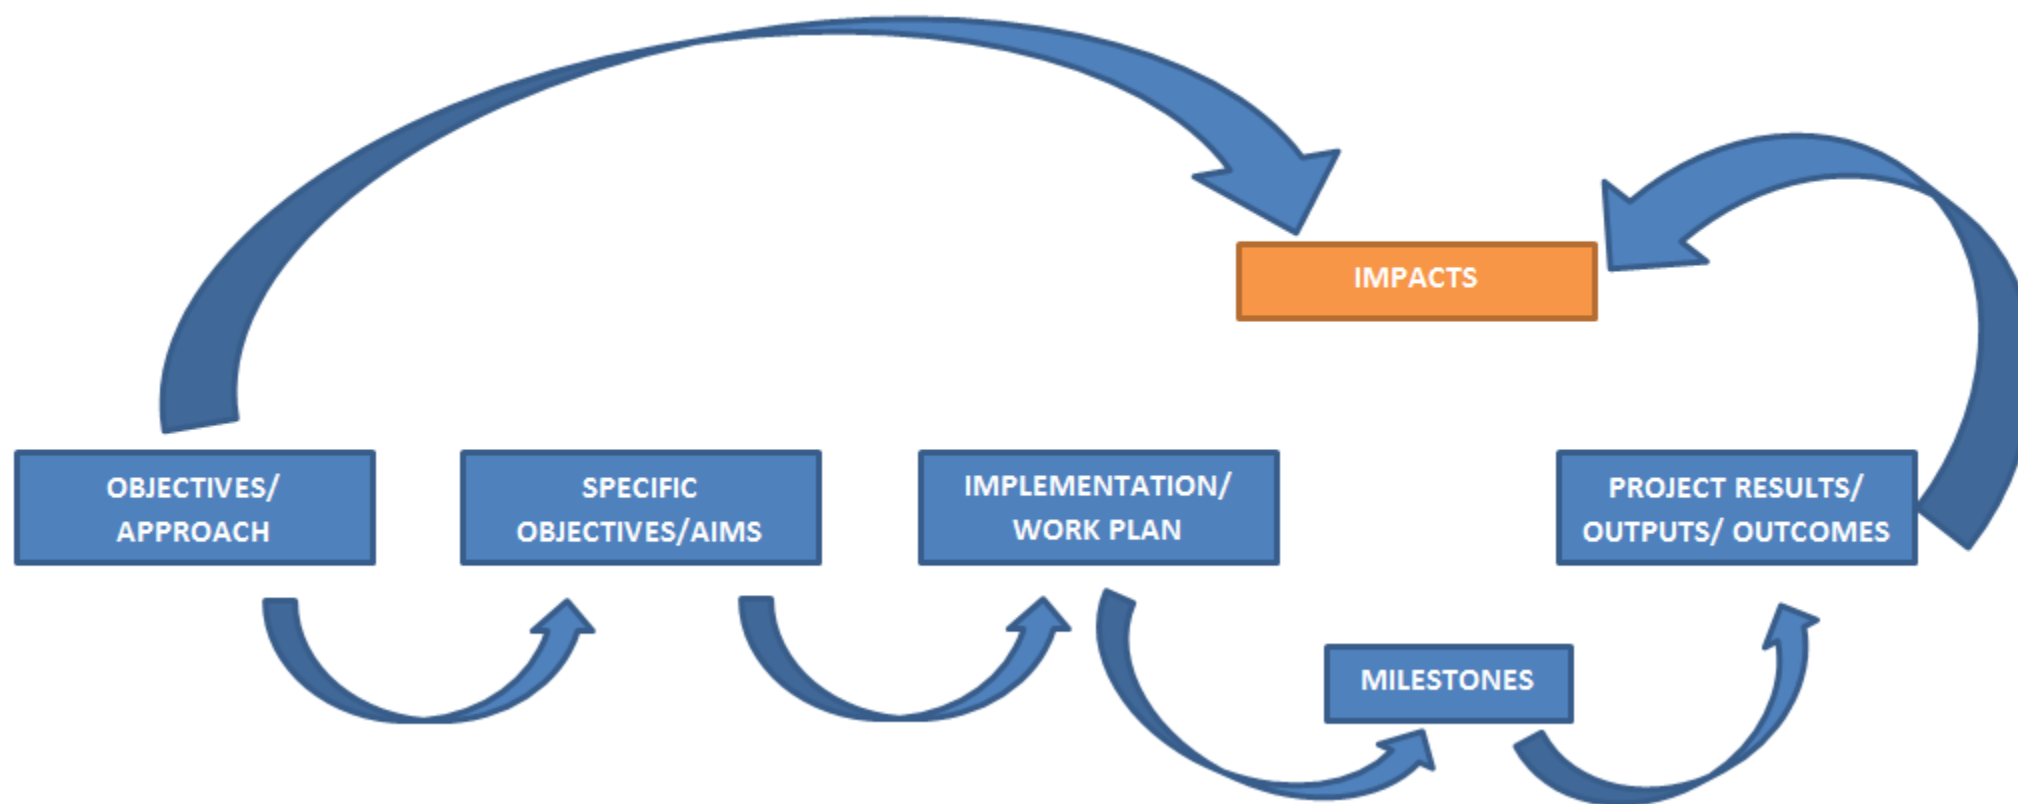 IMPACTS
OBJECTIVES/
APPROACH
SPECIFIC
OBJECTIVES/AIMS
IMPLEMENTATION/
WORK PLAN
PROJECT RESULTS/
OUTPUTS/ OUTCOMES
MILESTONES